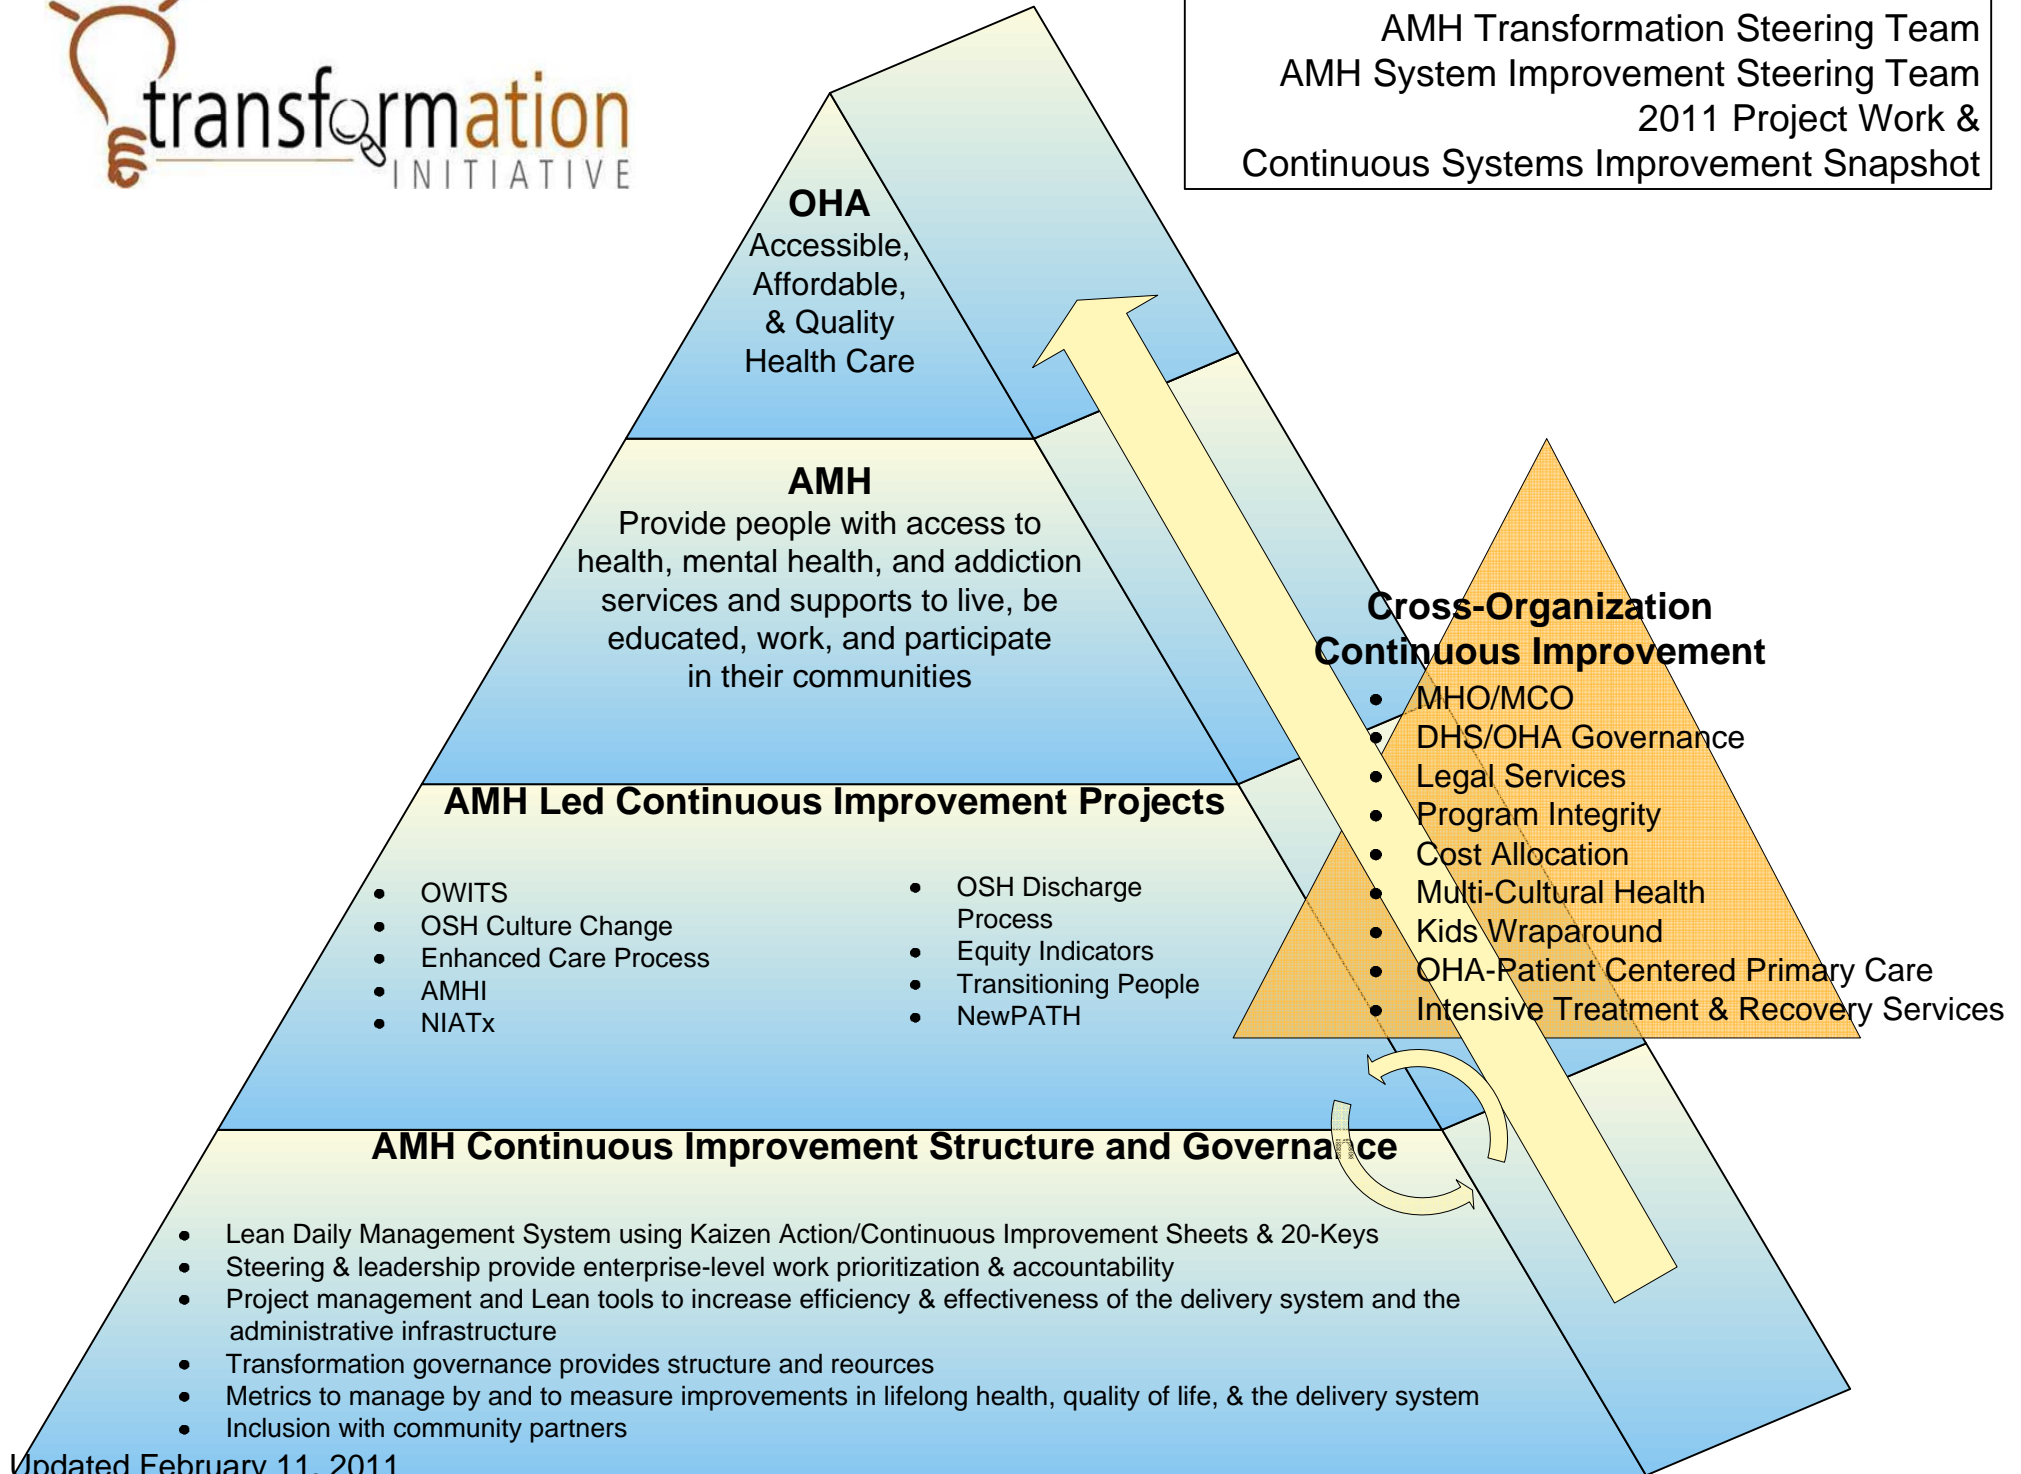 transformation
INITIATIVE
AMH Transformation Steering Team
AMH System Improvement Steering Team
2011 Project Work &
Continuous Systems Improvement Snapshot
OHA
Accessible,
Affordable,
& Quality
Health Care
AMH
Provide people with access to
health, mental health, and addiction
services and supports to live, be
educated, work, and participate
in their communities
Cross-Organization
Continuous Improvement
• MHO/MCO
• DHS/OHA Governance
• Legal Services
• Program Integrity
• Cost Allocation
• Multi-Cultural Health
• Kids Wraparound
• OHA-Patient Centered Primary Care
• Intensive Treatment & Recovery Services
AMH Led Continuous Improvement Projects
• OWITS
• OSH Culture Change
• Enhanced Care Process
• AMHI
• NIATx
• OSH Discharge
Process
• Equity Indicators
• Transitioning People
• NewPATH
AMH Continuous Improvement Structure and Governance
• Lean Daily Management System using Kaizen Action/Continuous Improvement Sheets & 20-Keys
• Steering & leadership provide enterprise-level work prioritization & accountability
• Project management and Lean tools to increase efficiency & effectiveness of the delivery system and the
administrative infrastructure
• Transformation governance provides structure and reources
• Metrics to manage by and to measure improvements in lifelong health, quality of life, & the delivery system
• Inclusion with community partners
Updated February 11, 2011